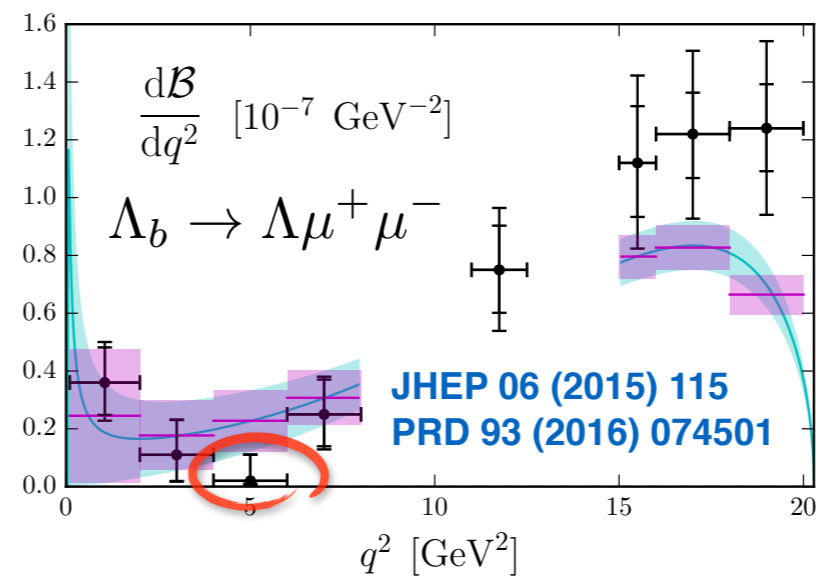 1.6
1.4
1.2
1.0
0.8
0.6
0.4
0.2
0.0
dℬ
dq² [10⁻⁷ GeV⁻²]
Λ_b → Λμ⁺μ⁻
JHEP 06 (2015) 115
PRD 93 (2016) 074501
0 5 10 15 20
q² [GeV²]